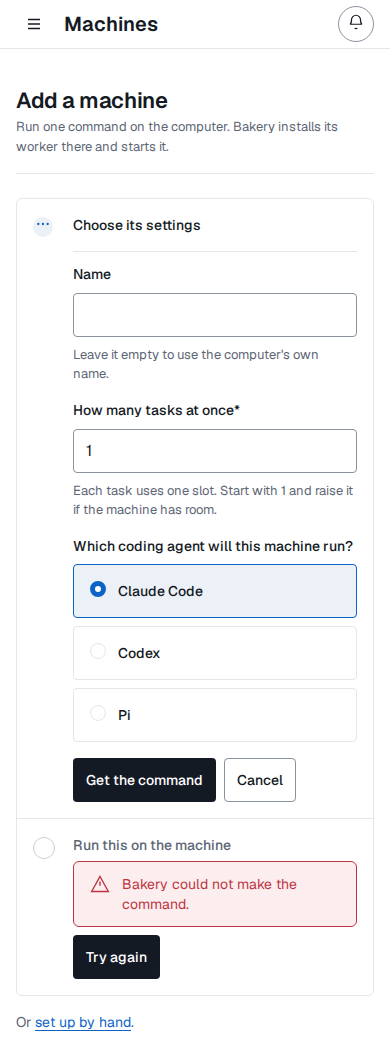 Machines
Add a machine
Run one command on the computer. Bakery installs its
worker there and starts it.
Choose its settings
Name
Leave it empty to use the computer's own
name.
How many tasks at once*
1
Each task uses one slot. Start with 1 and raise it
if the machine has room.
Which coding agent will this machine run?
Claude Code
Codex
Pi
Get the command
Cancel
Run this on the machine
Bakery could not make the
command.
Try again
Or set up by hand.